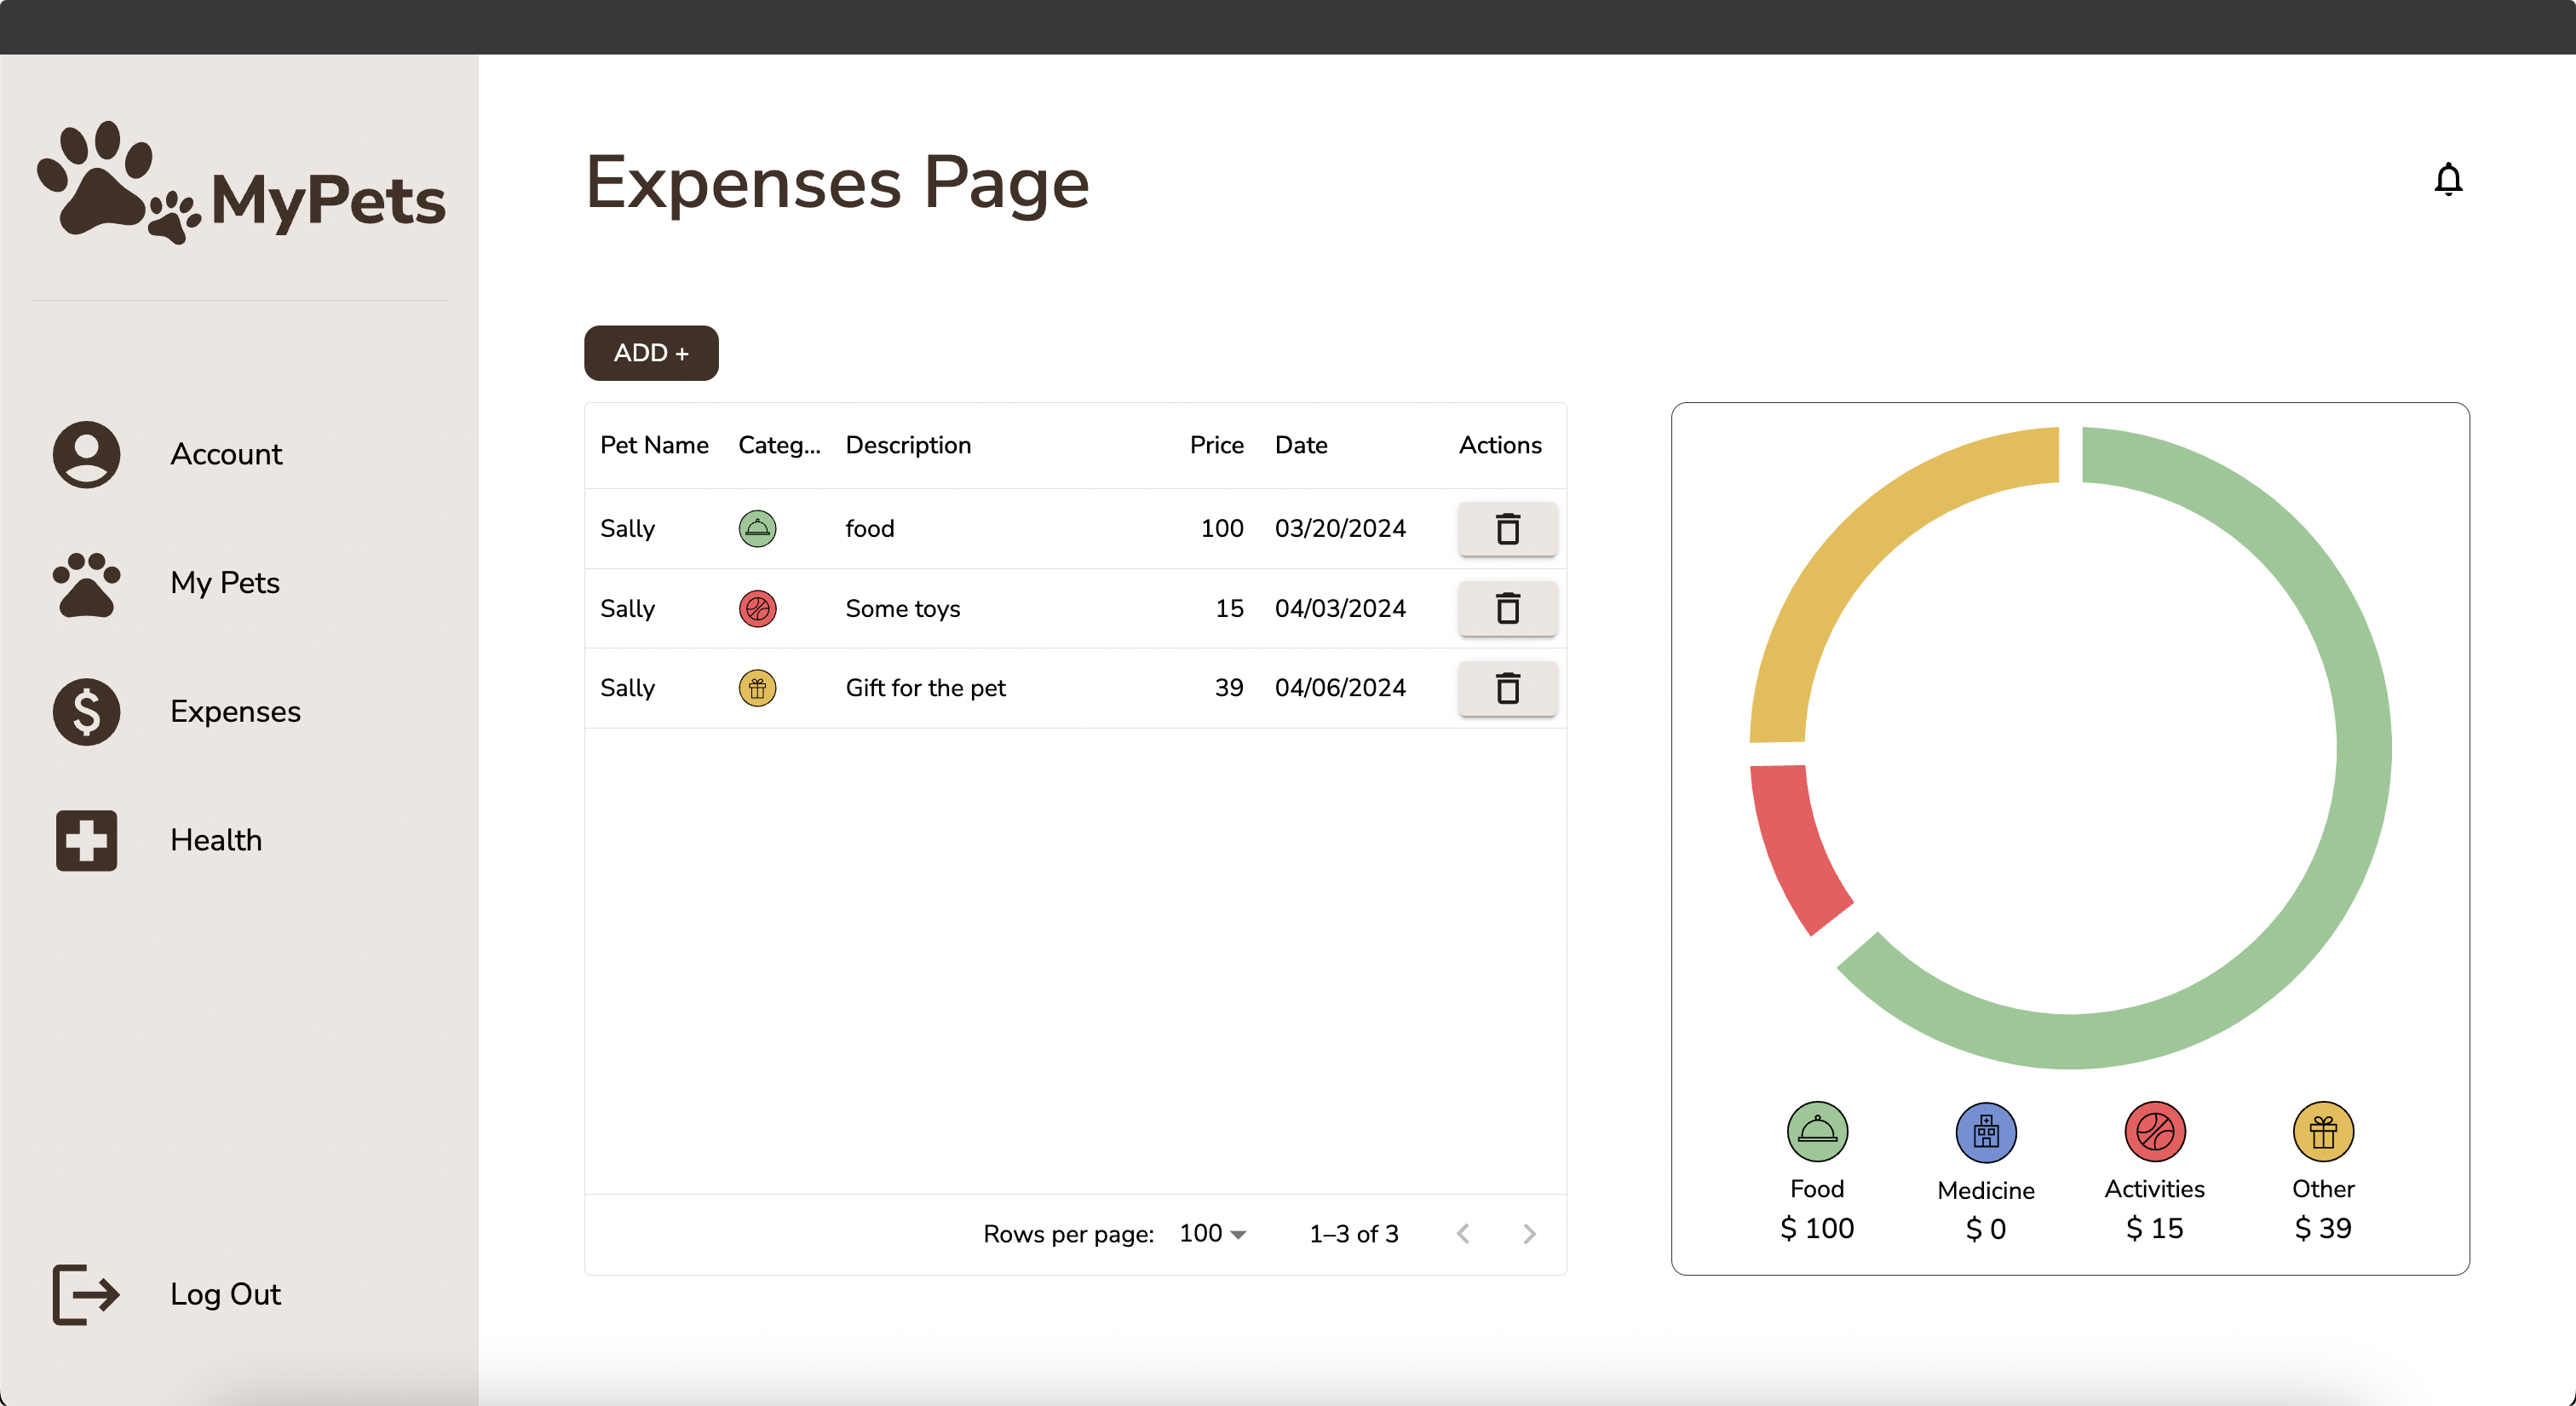 MyPets
Account
My Pets
Expenses
Health
Log Out
Expenses Page
ADD +
Pet Name Categ... Description Price Date Actions
Sally food 100 03/20/2024
Sally Some toys 15 04/03/2024
Sally Gift for the pet 39 04/06/2024
Rows per page: 100 1–3 of 3
Food Medicine Activities Other
$ 100 $ 0 $ 15 $ 39